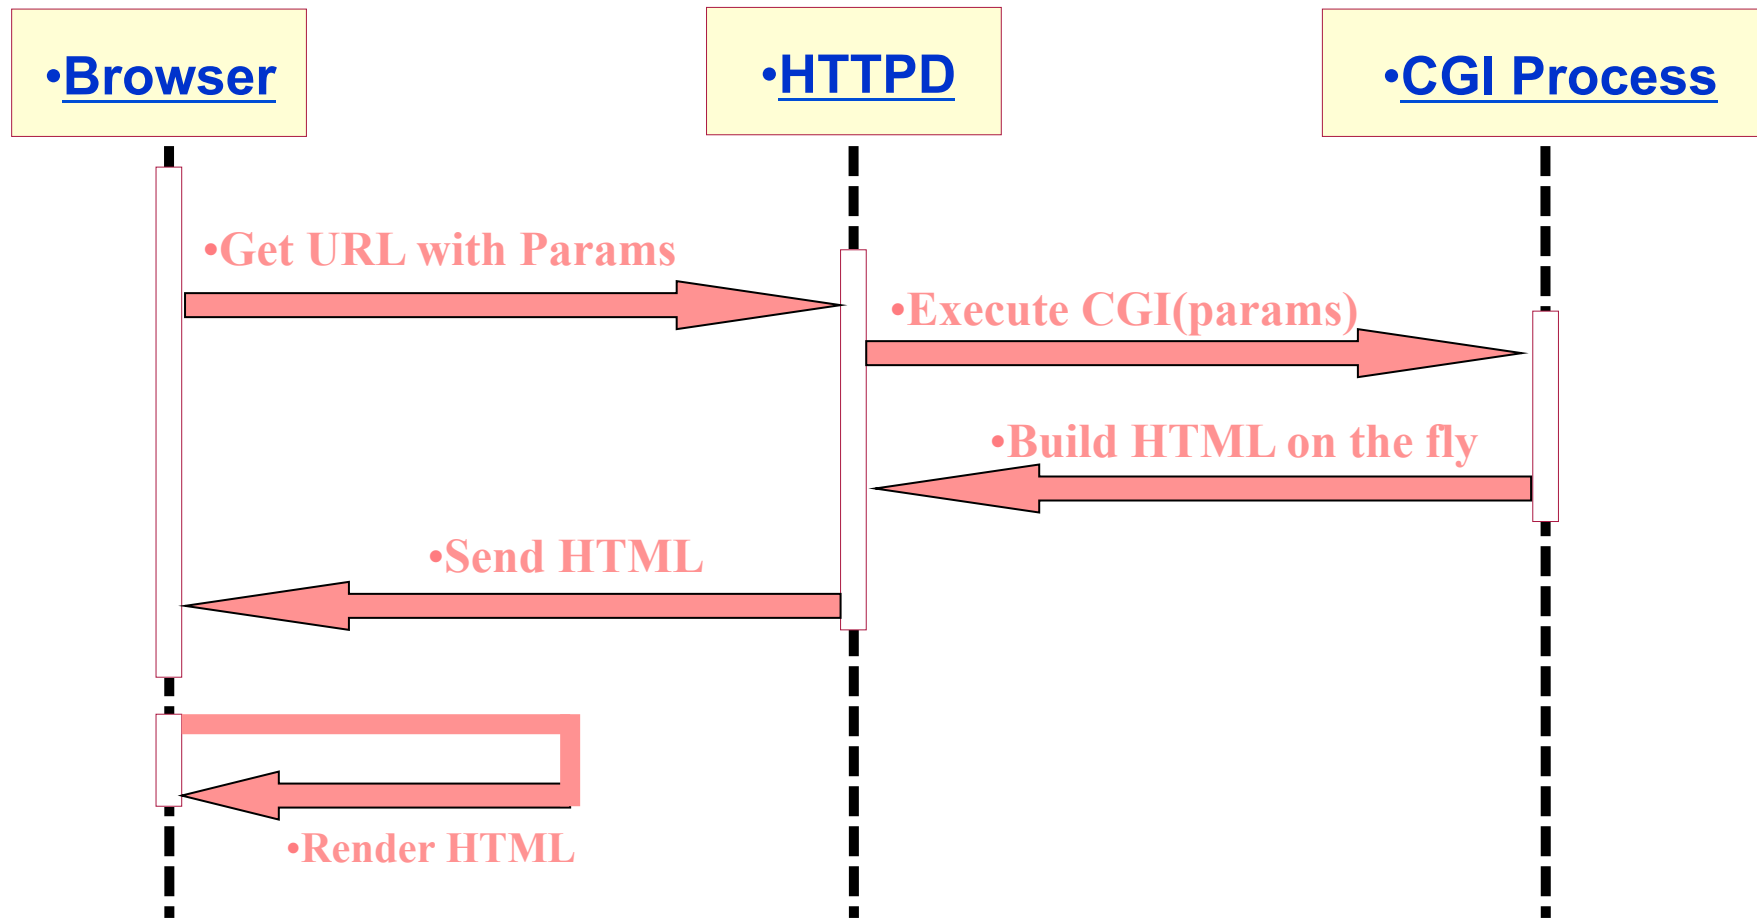 •Browser
•HTTPD
•CGI Process
•Get URL with Params
•Execute CGI(params)
•Build HTML on the fly
•Send HTML
•Render HTML